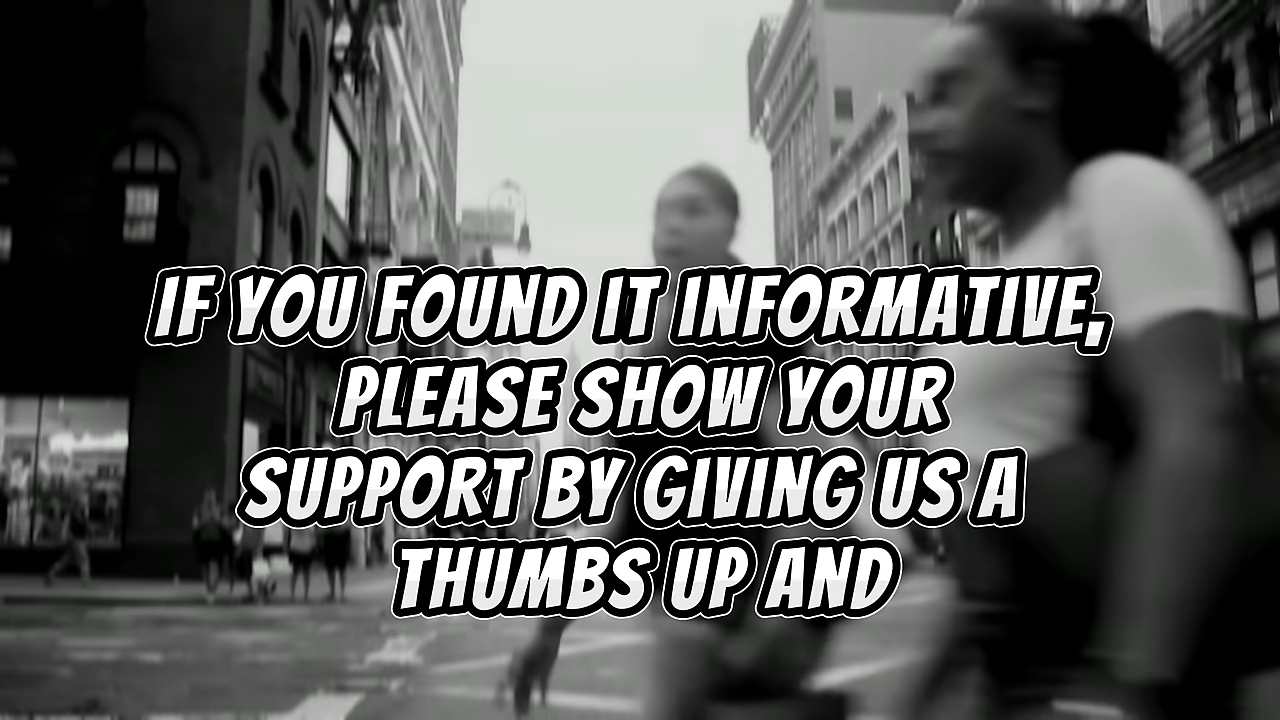 IF YOU FOUND IT INFORMATIVE,
PLEASE SHOW YOUR
SUPPORT BY GIVING US A
THUMBS UP AND